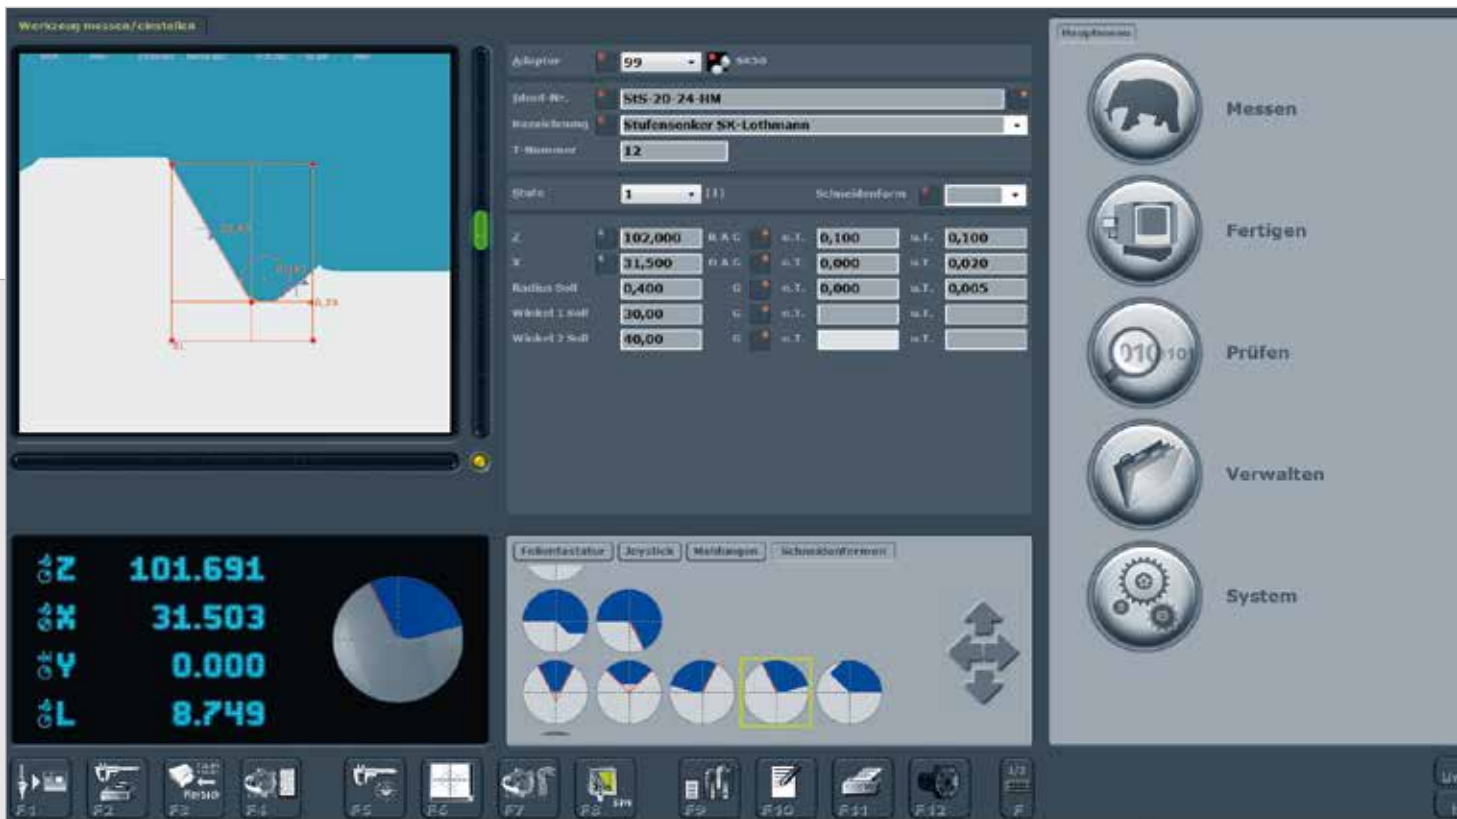 Werkzeug messen/einstellen
Adapter 99 SK50
Ident-Nr. StS-20-24-HM
Bezeichnung Stufensenker SK-Lothmann
T-Nummer 12
Stufe 1 [1] Schneidenform
Z 102,000 o.T. 0,100 u.T. 0,100
X 31,500 o.T. 0,000 u.T. 0,020
Radius Soll 0,400 G o.T. 0,000 u.T. 0,005
Winkel 1 Soll 30,00 G o.T. u.T.
Winkel 2 Soll 40,00 G o.T. u.T.
Z 101.691
X 31.503
Y 0.000
L 8.749
Folientastatur Joystick Meldungen Schneidenformen
Hauptmenü
Messen
Fertigen
010 101
Prüfen
Verwalten
System
F1 F2 F3 F4 F5 F6 F7 F8 F9 F10 F11 F12 F
1/2